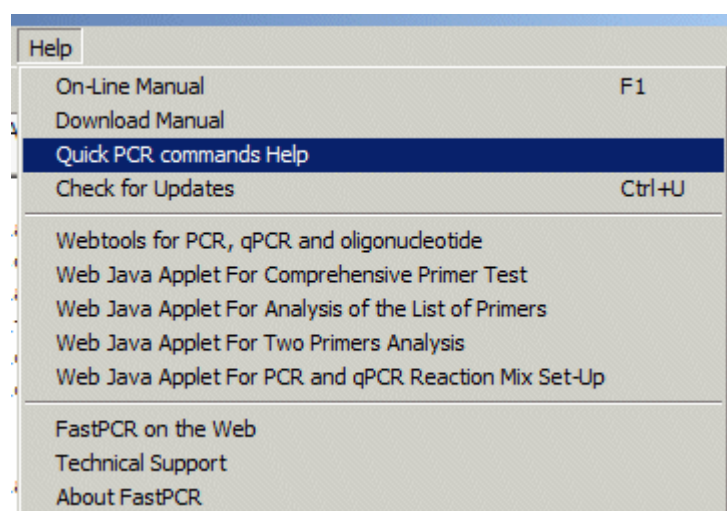 Help
On-Line Manual F1
Download Manual
Quick PCR commands Help
Check for Updates Ctrl+U
Webtools for PCR, qPCR and oligonucleotide
Web Java Applet For Comprehensive Primer Test
Web Java Applet For Analysis of the List of Primers
Web Java Applet For Two Primers Analysis
Web Java Applet For PCR and qPCR Reaction Mix Set-Up
FastPCR on the Web
Technical Support
About FastPCR